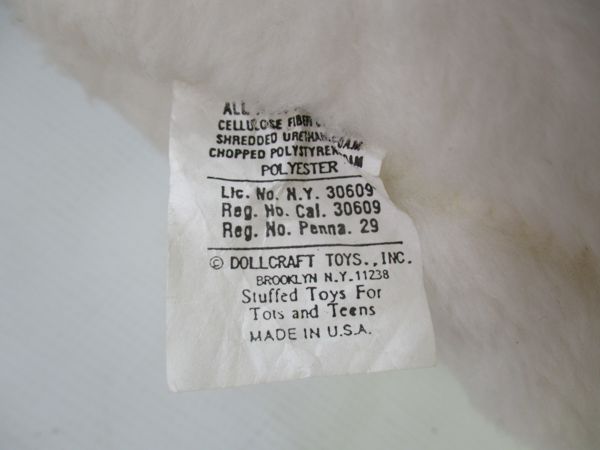 ALL
CELLULOSE FIBER
SHREDDED URETHANE FOAM
CHOPPED POLYSTYRENE FOAM
POLYESTER
Lic. No. N.Y. 30609
Reg. No. Cal. 30609
Reg. No. Penna. 29
© DOLLCRAFT TOYS., INC.
BROOKLYN N.Y. 11238
Stuffed Toys For
Tots and Teens
MADE IN U.S.A.